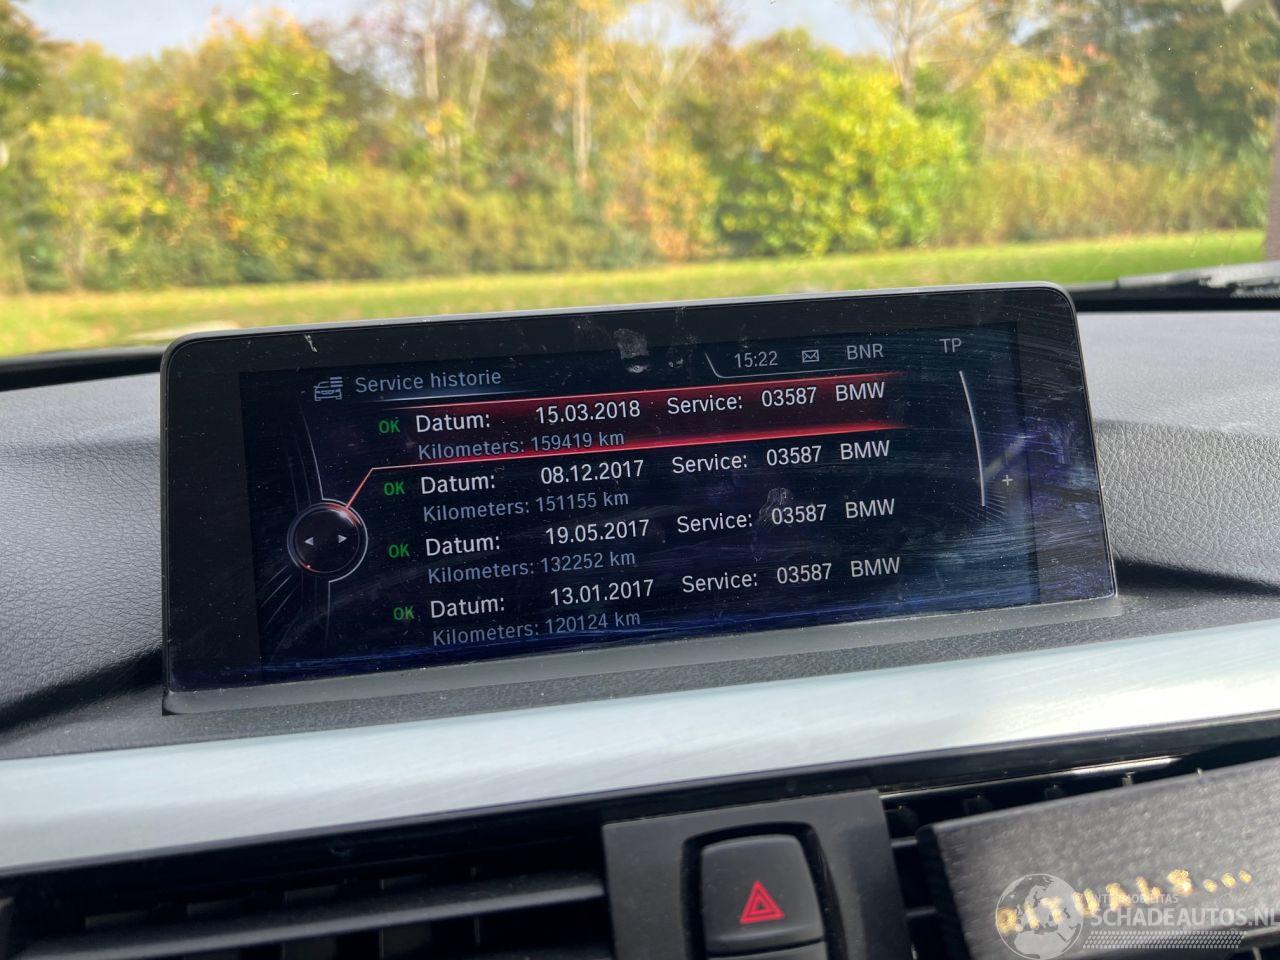 15:22 BNR TP
Service historie
OK Datum: 15.03.2018 Service: 03587 BMW
Kilometers: 159419 km
OK Datum: 08.12.2017 Service: 03587 BMW
Kilometers: 151155 km
OK Datum: 19.05.2017 Service: 03587 BMW
Kilometers: 132252 km
OK Datum: 13.01.2017 Service: 03587 BMW
Kilometers: 120124 km
SCHADEAUTOS.NL